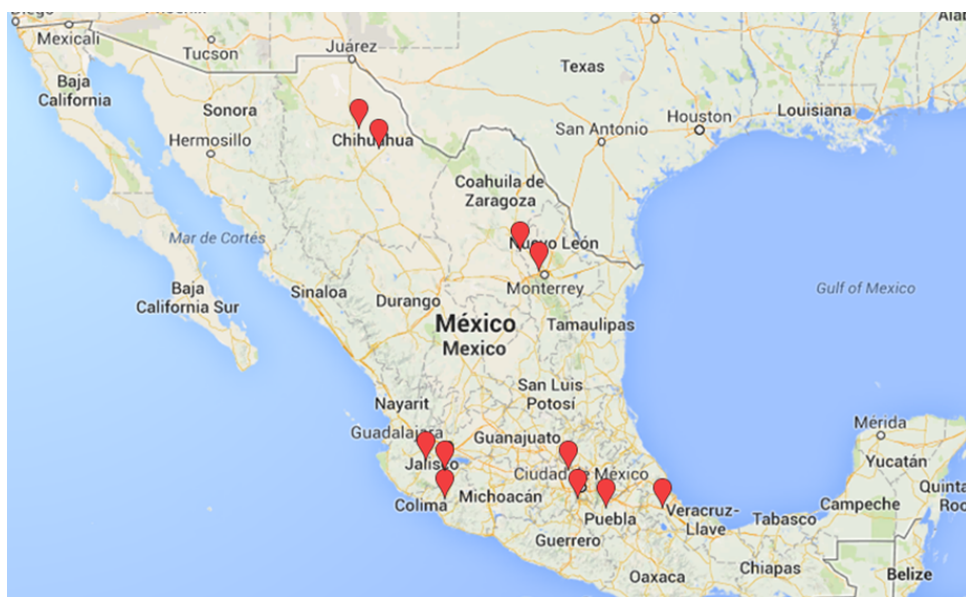 Mexicali
Tucson
Juárez
Texas
Baja
California
Sonora
Hermosillo
Chihuahua
San Antonio
Houston
Louisiana
Coahuila de
Zaragoza
Mar de Cortés
Nuevo León
Monterrey
Baja
California Sur
Sinaloa
Durango
Gulf of Mexico
México
Mexico
Tamaulipas
San Luis
Potosí
Nayarit
Guadalajara
Guanajuato
Mérida
Jalisco
Ciudad de México
Yucatán
Colima
Michoacán
Puebla
Veracruz-
Llave
Tabasco
Campeche
Quinta
Roo
Guerrero
Oaxaca
Chiapas
Belize